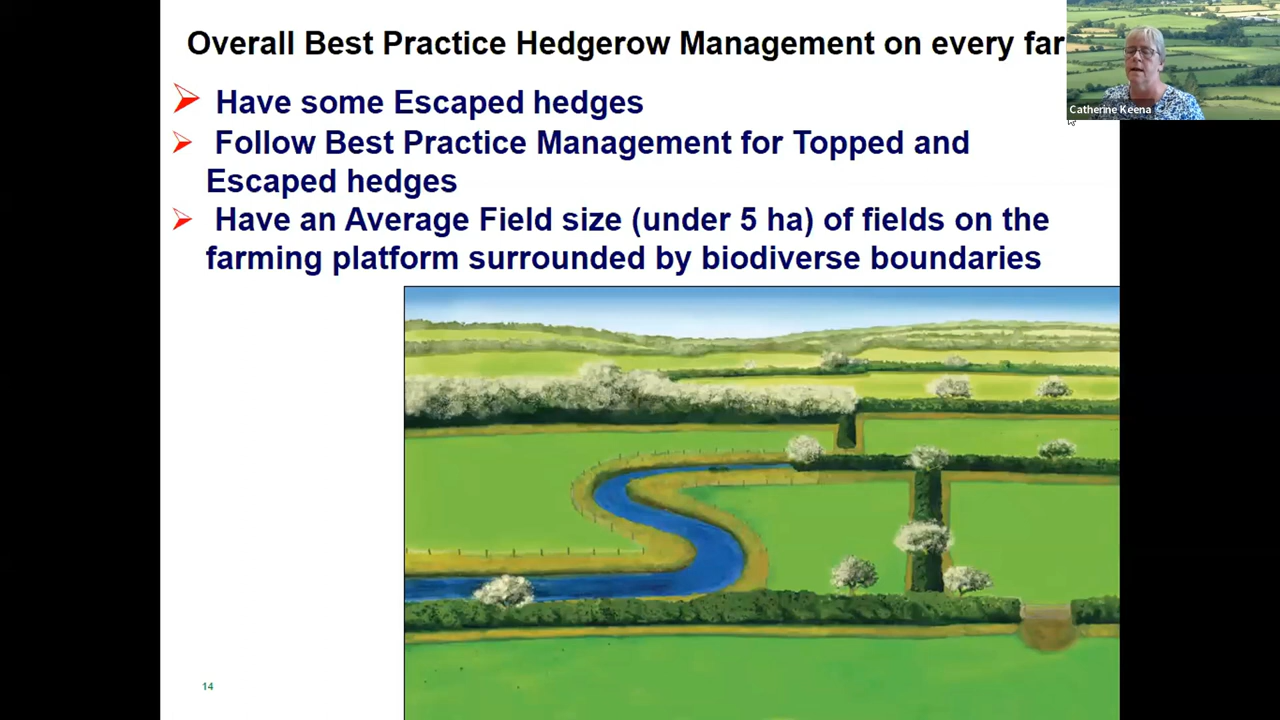 Overall Best Practice Hedgerow Management on every far
Catherine Keena
Have some Escaped hedges
Follow Best Practice Management for Topped and
Escaped hedges
Have an Average Field size (under 5 ha) of fields on the
farming platform surrounded by biodiverse boundaries
14